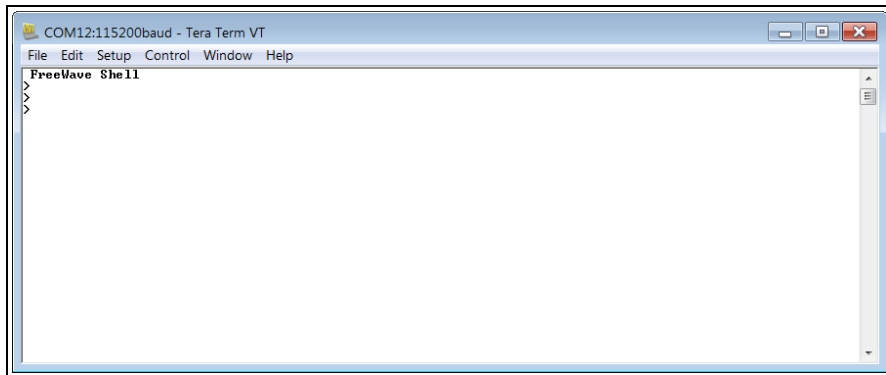 COM12:115200baud - Tera Term VT
File Edit Setup Control Window Help
FreeWave Shell
>
>
>